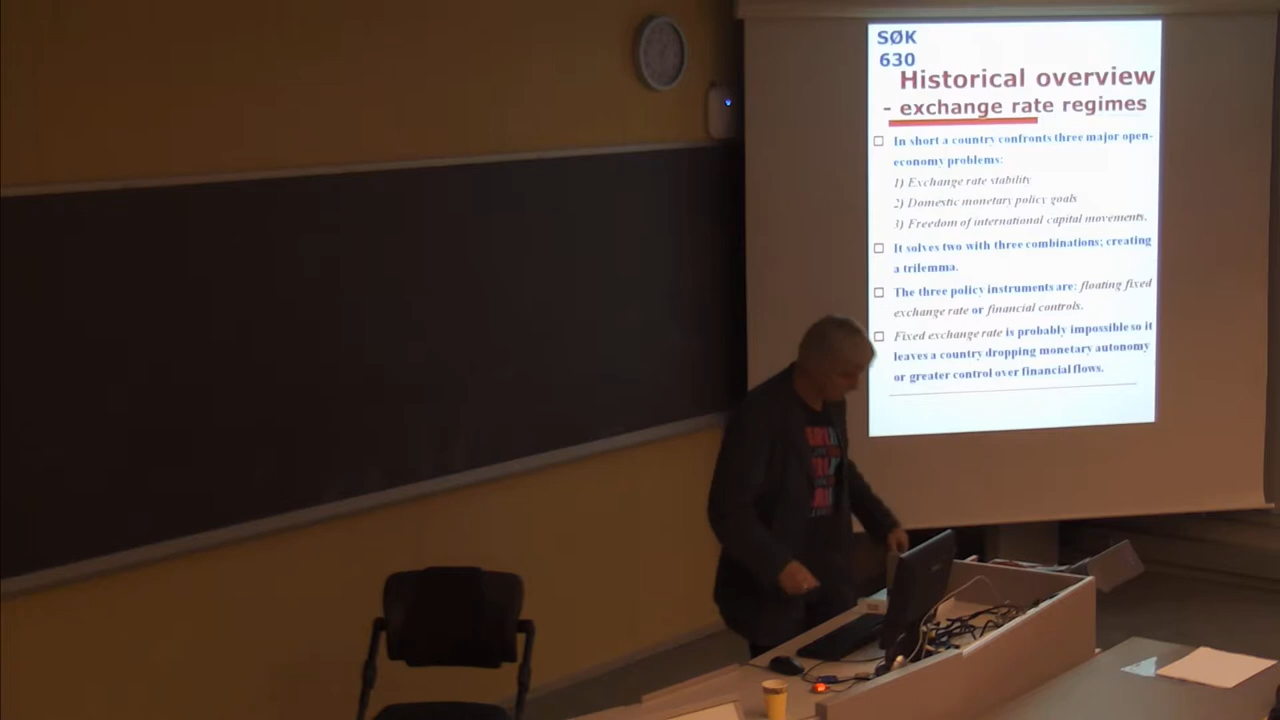 SØK
630
Historical overview
- exchange rate regimes
In short a country confronts three major open-
economy problems:
1) Exchange rate stability
2) Domestic monetary policy goals
3) Freedom of international capital movements.
It solves two with three combinations; creating
a trilemma.
The three policy instruments are: floating fixed
exchange rate or financial controls.
Fixed exchange rate is probably impossible so it
leaves a country dropping monetary autonomy
or greater control over financial flows.